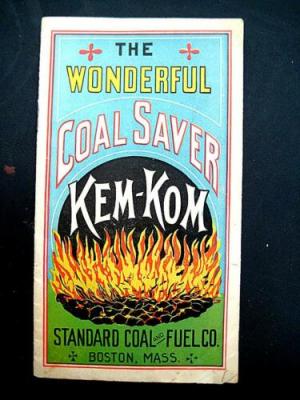 THE
WONDERFUL
COAL SAVER
KEM-KOM
STANDARD COAL AND FUEL CO.
BOSTON, MASS.